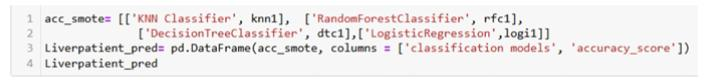 1 acc_smote= [['KNN Classifier', knn1], ['RandomForestClassifier', rfc1],
2 ['DecisionTreeClassifier', dtc1],['LogisticRegression',logi1]]
3 Liverpatient_pred= pd.DataFrame(acc_smote, columns = ['classification models', 'accuracy_score'])
4 Liverpatient_pred